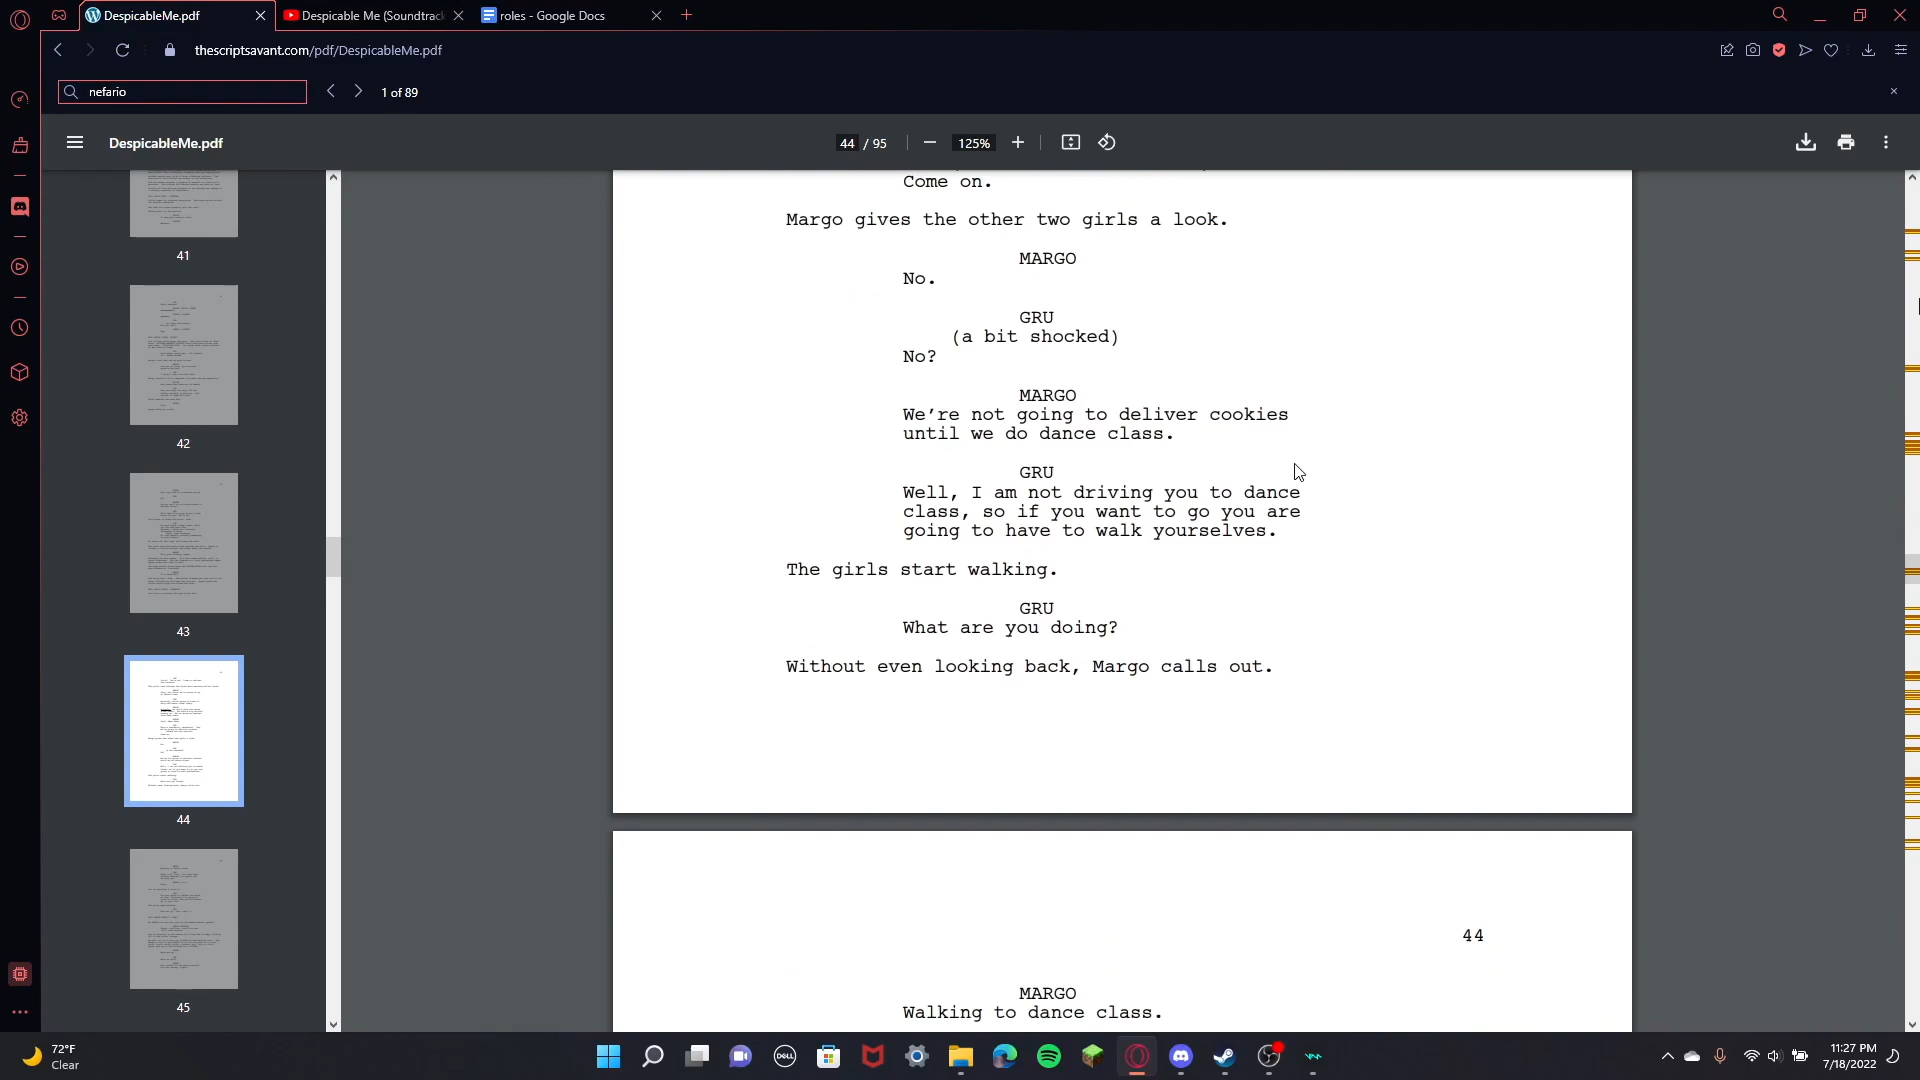 DespicableMe.pdf
Despicable Me (Soundtrac
roles - Google Docs
thescriptsavant.com/pdf/DespicableMe.pdf
nefario
1 of 89
DespicableMe.pdf
44 / 95
125%
41
42
43
44
45
Come on.
Margo gives the other two girls a look.
MARGO
No.
GRU
(a bit shocked)
No?
MARGO
We're not going to deliver cookies
until we do dance class.
GRU
Well, I am not driving you to dance
class, so if you want to go you are
going to have to walk yourselves.
The girls start walking.
GRU
What are you doing?
Without even looking back, Margo calls out.
44
MARGO
Walking to dance class.
72°F
Clear
DELL
11:27 PM
7/18/2022